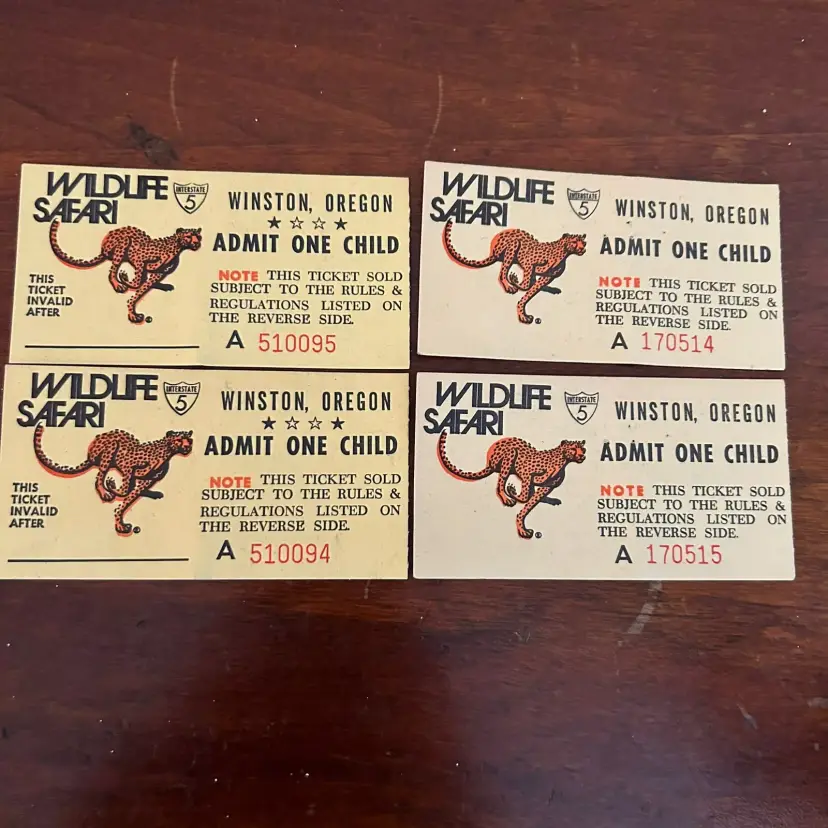 WILDLIFE
SAFARI
INTERSTATE
5
WINSTON, OREGON
★ ☆ ☆ ★
ADMIT ONE CHILD
THIS
TICKET
INVALID
AFTER
NOTE THIS TICKET SOLD
SUBJECT TO THE RULES &
REGULATIONS LISTED ON
THE REVERSE SIDE.
A 510095
WILDLIFE
SAFARI
INTERSTATE
5
WINSTON, OREGON
ADMIT ONE CHILD
NOTE THIS TICKET SOLD
SUBJECT TO THE RULES &
REGULATIONS LISTED ON
THE REVERSE SIDE.
A 170514
WILDLIFE
SAFARI
INTERSTATE
5
WINSTON, OREGON
★ ☆ ☆ ★
ADMIT ONE CHILD
THIS
TICKET
INVALID
AFTER
NOTE THIS TICKET SOLD
SUBJECT TO THE RULES &
REGULATIONS LISTED ON
THE REVERSE SIDE.
A 510094
WILDLIFE
SAFARI
INTERSTATE
5
WINSTON, OREGON
ADMIT ONE CHILD
NOTE THIS TICKET SOLD
SUBJECT TO THE RULES &
REGULATIONS LISTED ON
THE REVERSE SIDE.
A 170515